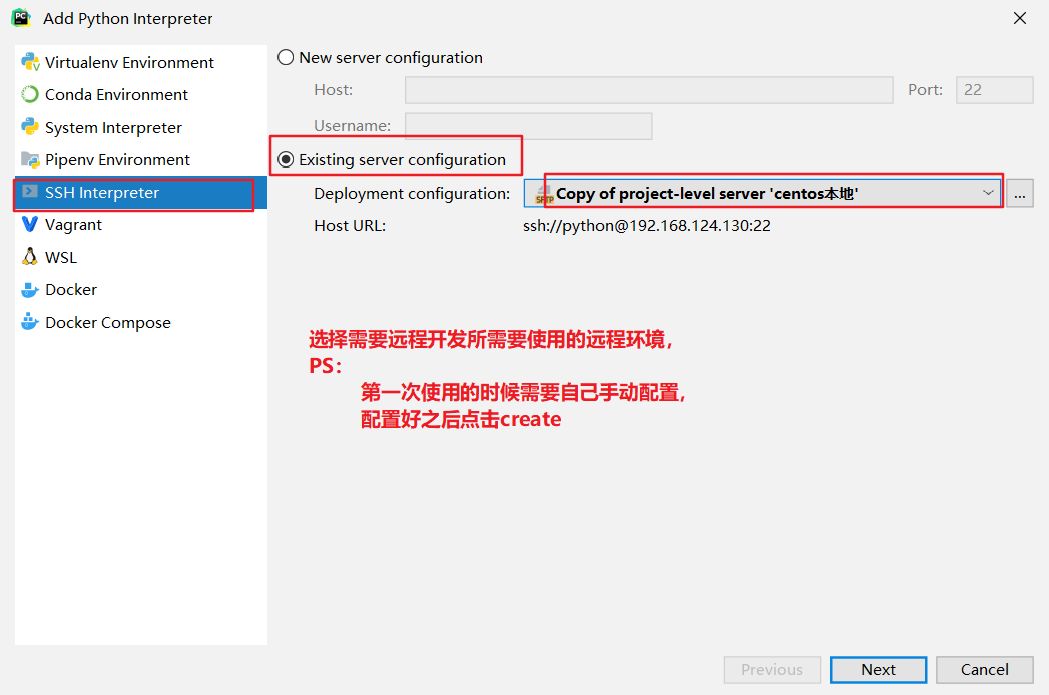 Add Python Interpreter
Virtualenv Environment
Conda Environment
System Interpreter
Pipenv Environment
SSH Interpreter
Vagrant
WSL
Docker
Docker Compose
New server configuration
Host:
Port: 22
Username:
Existing server configuration
Deployment configuration: SFTP Copy of project-level server 'centos本地' ...
Host URL: ssh://python@192.168.124.130:22
选择需要远程开发所需要使用的远程环境，
PS：
第一次使用的时候需要自己手动配置，
配置好之后点击create
Previous Next Cancel